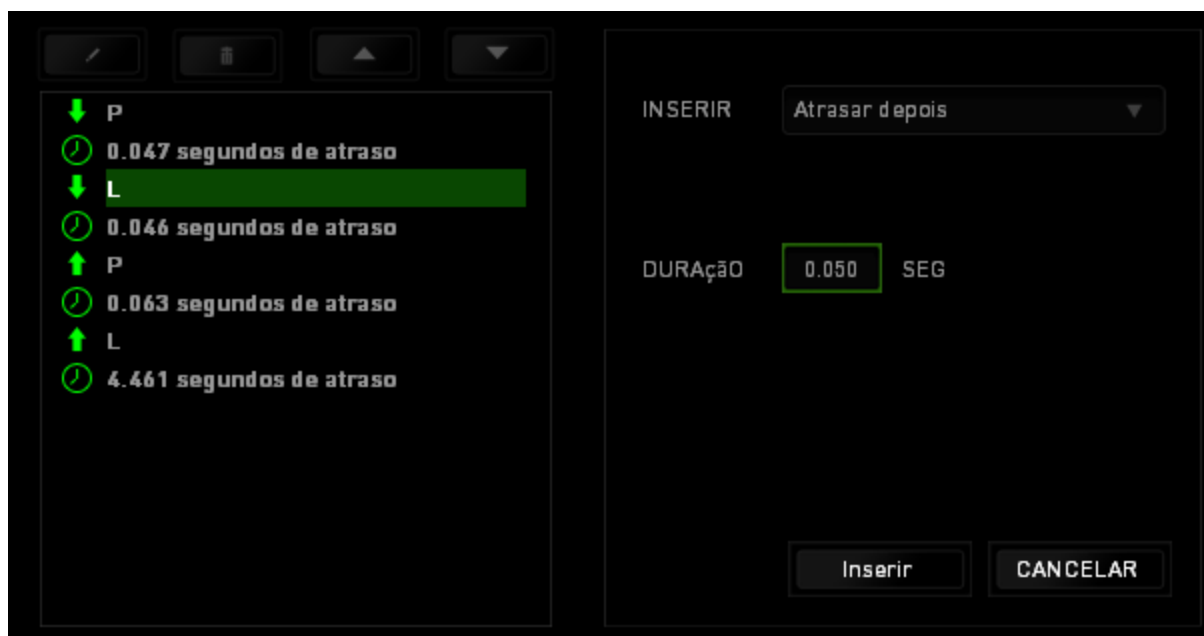 P
0.047 segundos de atraso
L
0.046 segundos de atraso
P
0.063 segundos de atraso
L
4.461 segundos de atraso
INSERIR Atrasar depois
DURAçãO 0.050 SEG
Inserir CANCELAR